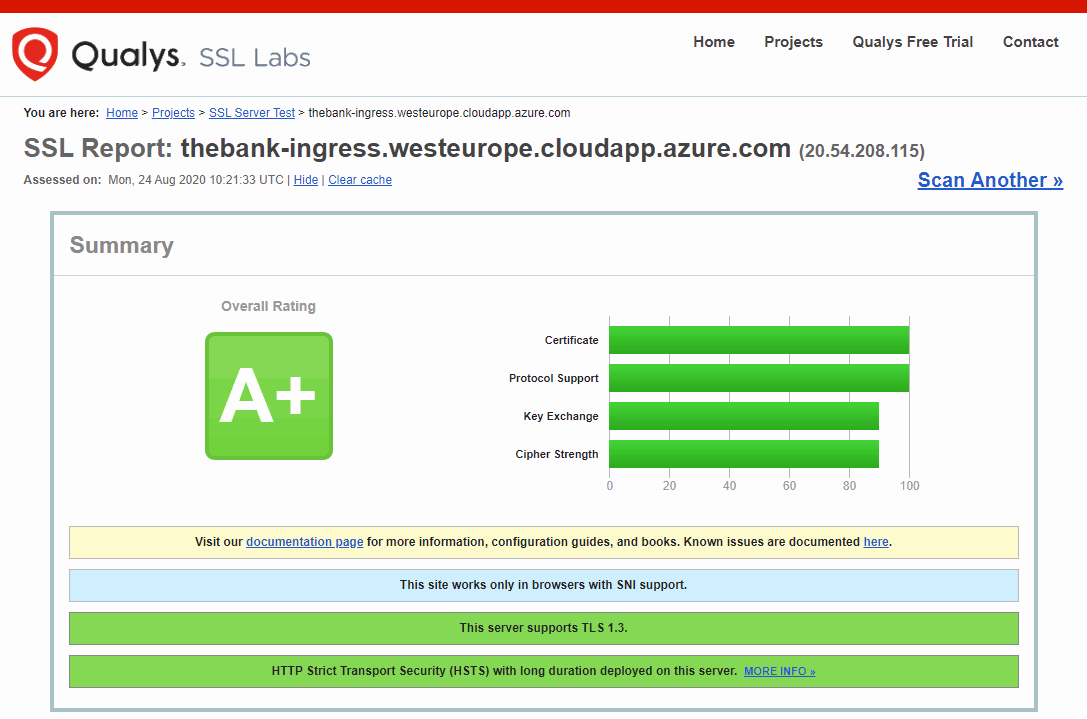 Qualys. SSL Labs
Home Projects Qualys Free Trial Contact
You are here: Home > Projects > SSL Server Test > thebank-ingress.westeurope.cloudapp.azure.com
SSL Report: thebank-ingress.westeurope.cloudapp.azure.com (20.54.208.115)
Assessed on: Mon, 24 Aug 2020 10:21:33 UTC | Hide | Clear cache
Scan Another »
Summary
Overall Rating
A+
Certificate
Protocol Support
Key Exchange
Cipher Strength
0 20 40 60 80 100
Visit our documentation page for more information, configuration guides, and books. Known issues are documented here.
This site works only in browsers with SNI support.
This server supports TLS 1.3.
HTTP Strict Transport Security (HSTS) with long duration deployed on this server. MORE INFO »